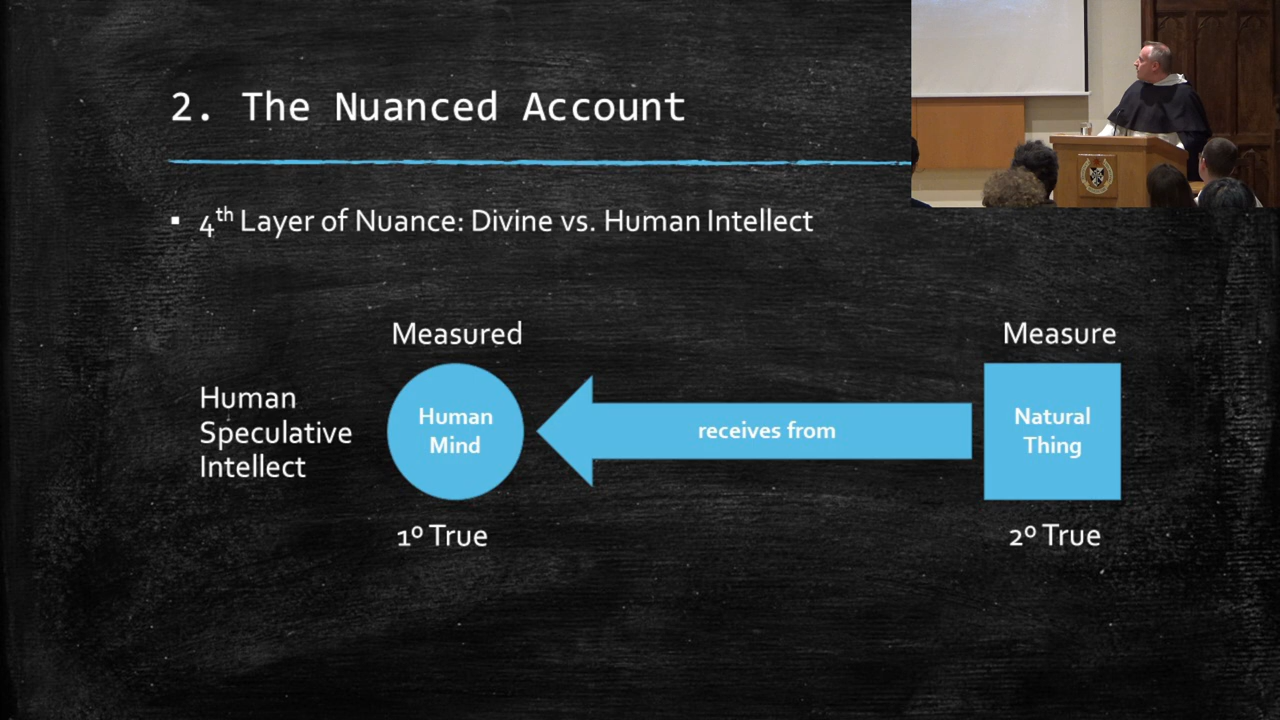 2. The Nuanced Account
▪ 4th Layer of Nuance: Divine vs. Human Intellect
Measured
Measure
Human
Speculative
Intellect
Human
Mind
receives from
Natural
Thing
1º True
2º True